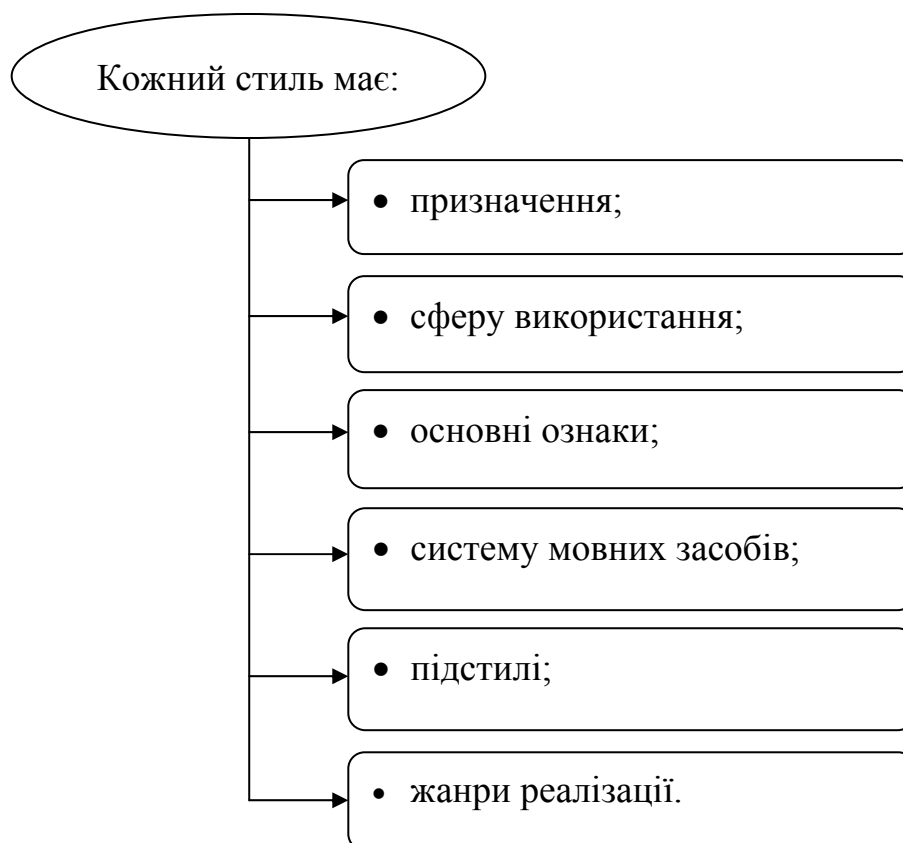 Кожний стиль має:
• призначення;
• сферу використання;
• основні ознаки;
• систему мовних засобів;
• підстилі;
• жанри реалізації.